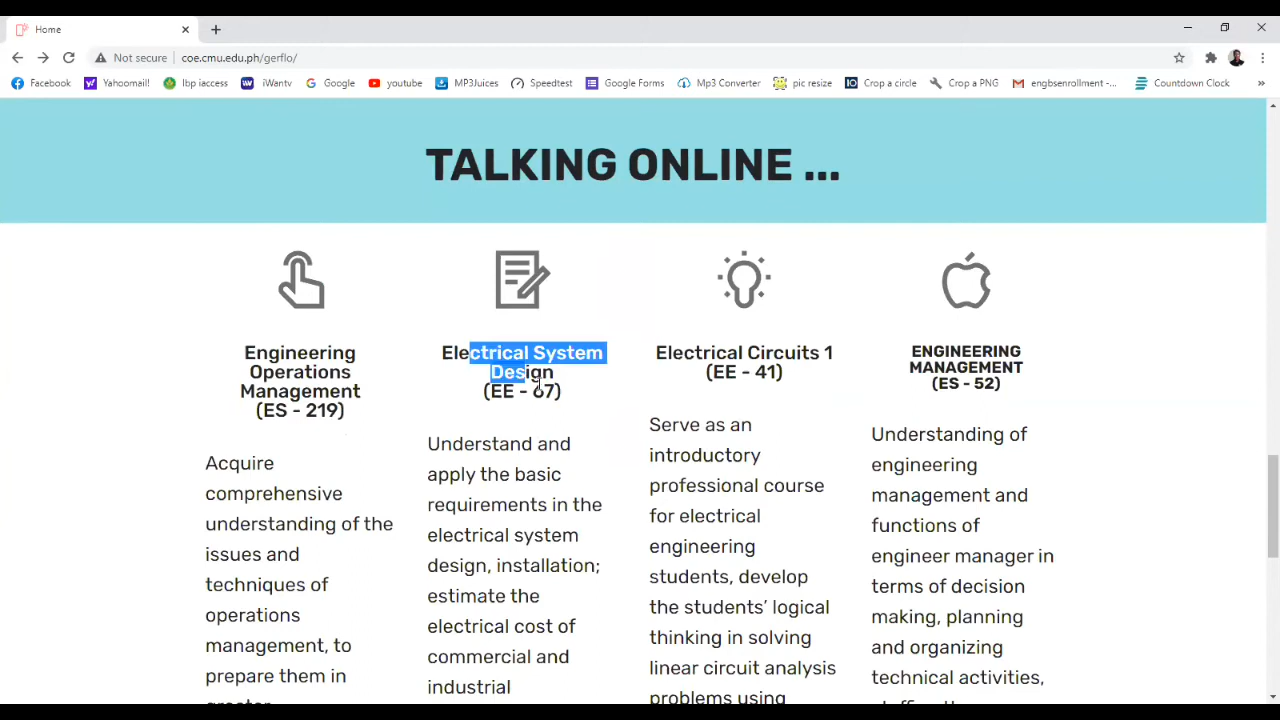 Home
Not secure
coe.cmu.edu.ph/gerflo/
Facebook
Yahoomail!
lbp iaccess
iWantv
Google
youtube
MP3Juices
Speedtest
Google Forms
Mp3 Converter
pic resize
Crop a circle
Crop a PNG
engbsenrollment -...
Countdown Clock
TALKING ONLINE ...
Engineering
Operations
Management
(ES - 219)
Acquire
comprehensive
understanding of the
issues and
techniques of
operations
management, to
prepare them in
greater
Electrical System
Design
(EE - 67)
Understand and
apply the basic
requirements in the
electrical system
design, installation;
estimate the
electrical cost of
commercial and
industrial
Electrical Circuits 1
(EE - 41)
Serve as an
introductory
professional course
for electrical
engineering
students, develop
the students’ logical
thinking in solving
linear circuit analysis
problems using
ENGINEERING
MANAGEMENT
(ES - 52)
Understanding of
engineering
management and
functions of
engineer manager in
terms of decision
making, planning
and organizing
technical activities,